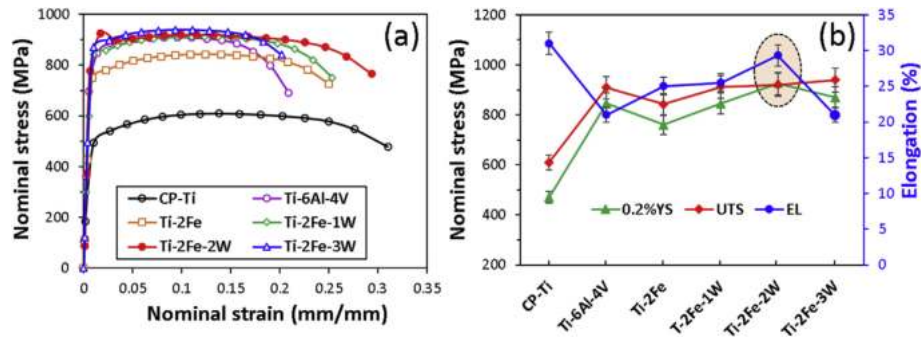 (a)
Nominal stress (MPa)
1000
800
600
400
200
0
CP-Ti
Ti-6Al-4V
Ti-2Fe
Ti-2Fe-1W
Ti-2Fe-2W
Ti-2Fe-3W
0
0.05
0.1
0.15
0.2
0.25
0.3
0.35
Nominal strain (mm/mm)
(b)
Nominal stress (MPa)
1200
1000
800
600
400
200
35
30
25
20
15
10
5
0
Elongation (%)
0.2%YS
UTS
EL
CP-Ti
Ti-6Al-4V
Ti-2Fe
T-2Fe-1W
Ti-2Fe-2W
Ti-2Fe-3W